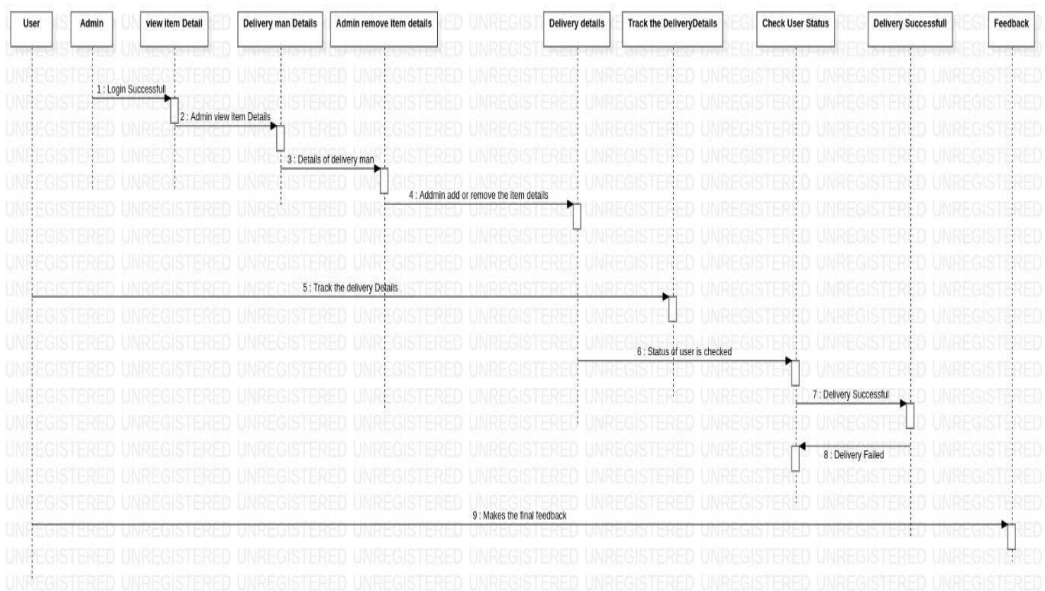 User
Admin
view item Detail
Delivery man Details
Admin remove item details
Delivery details
Track the DeliveryDetails
Check User Status
Delivery Successfull
Feedback
1 : Login Successfull
2 : Admin view item Details
3 : Details of delivery man
4 : Addmin add or remove the item details
5 : Track the delivery Details
6 : Status of user is checked
7 : Delivery Successful
8 : Delivery Failed
9 : Makes the final feedback
UNREGISTERED